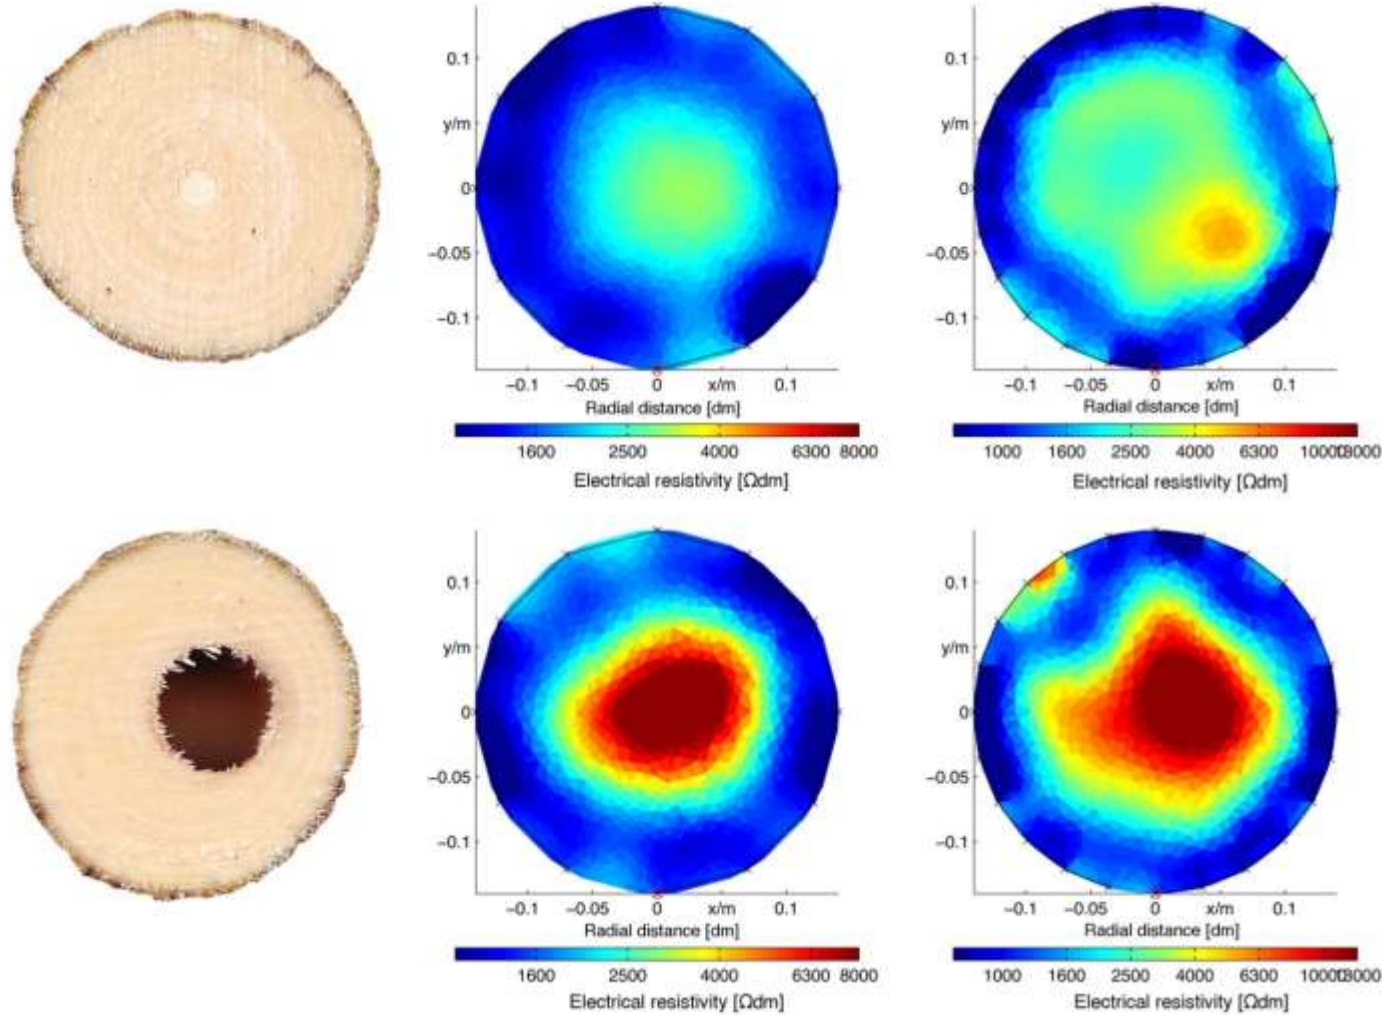 0.1
y/m
0
−0.05
−0.1
−0.1 −0.05 0 x/m 0.1
Radial distance [dm]
1600 2500 4000 6300 8000
Electrical resistivity [Ωdm]
0.1
y/m
0
−0.05
−0.1
−0.1 −0.05 0 x/m 0.1
Radial distance [dm]
1000 1600 2500 4000 6300
Electrical resistivity [Ωdm]
0.1
y/m
0
−0.05
−0.1
−0.1 −0.05 0 x/m 0.1
Radial distance [dm]
1600 2500 4000 6300 8000
Electrical resistivity [Ωdm]
0.1
y/m
0
−0.05
−0.1
−0.1 −0.05 0 x/m 0.1
Radial distance [dm]
1000 1600 2500 4000 6300
Electrical resistivity [Ωdm]